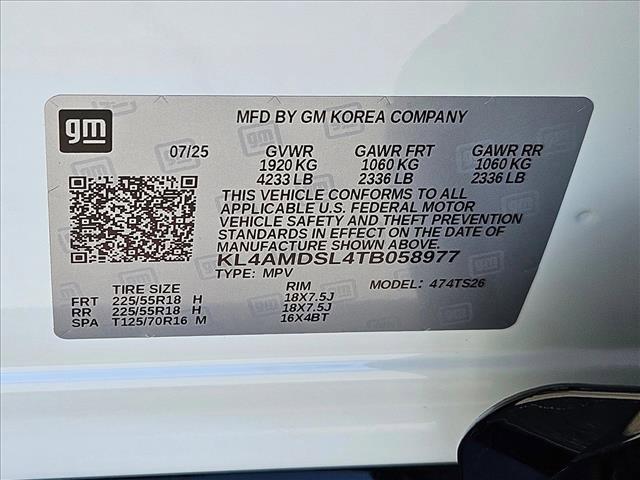 gm
MFD BY GM KOREA COMPANY
07/25 GVWR GAWR FRT GAWR RR
1920 KG 1060 KG 1060 KG
4233 LB 2336 LB 2336 LB
THIS VEHICLE CONFORMS TO ALL
APPLICABLE U.S. FEDERAL MOTOR
VEHICLE SAFETY AND THEFT PREVENTION
STANDARDS IN EFFECT ON THE DATE OF
MANUFACTURE SHOWN ABOVE.
KL4AMDSL4TB058977
TYPE: MPV MODEL: 474TS26
TIRE SIZE RIM
FRT 225/55R18 H 18X7.5J
RR 225/55R18 H 18X7.5J
SPA T125/70R16 M 16X4BT